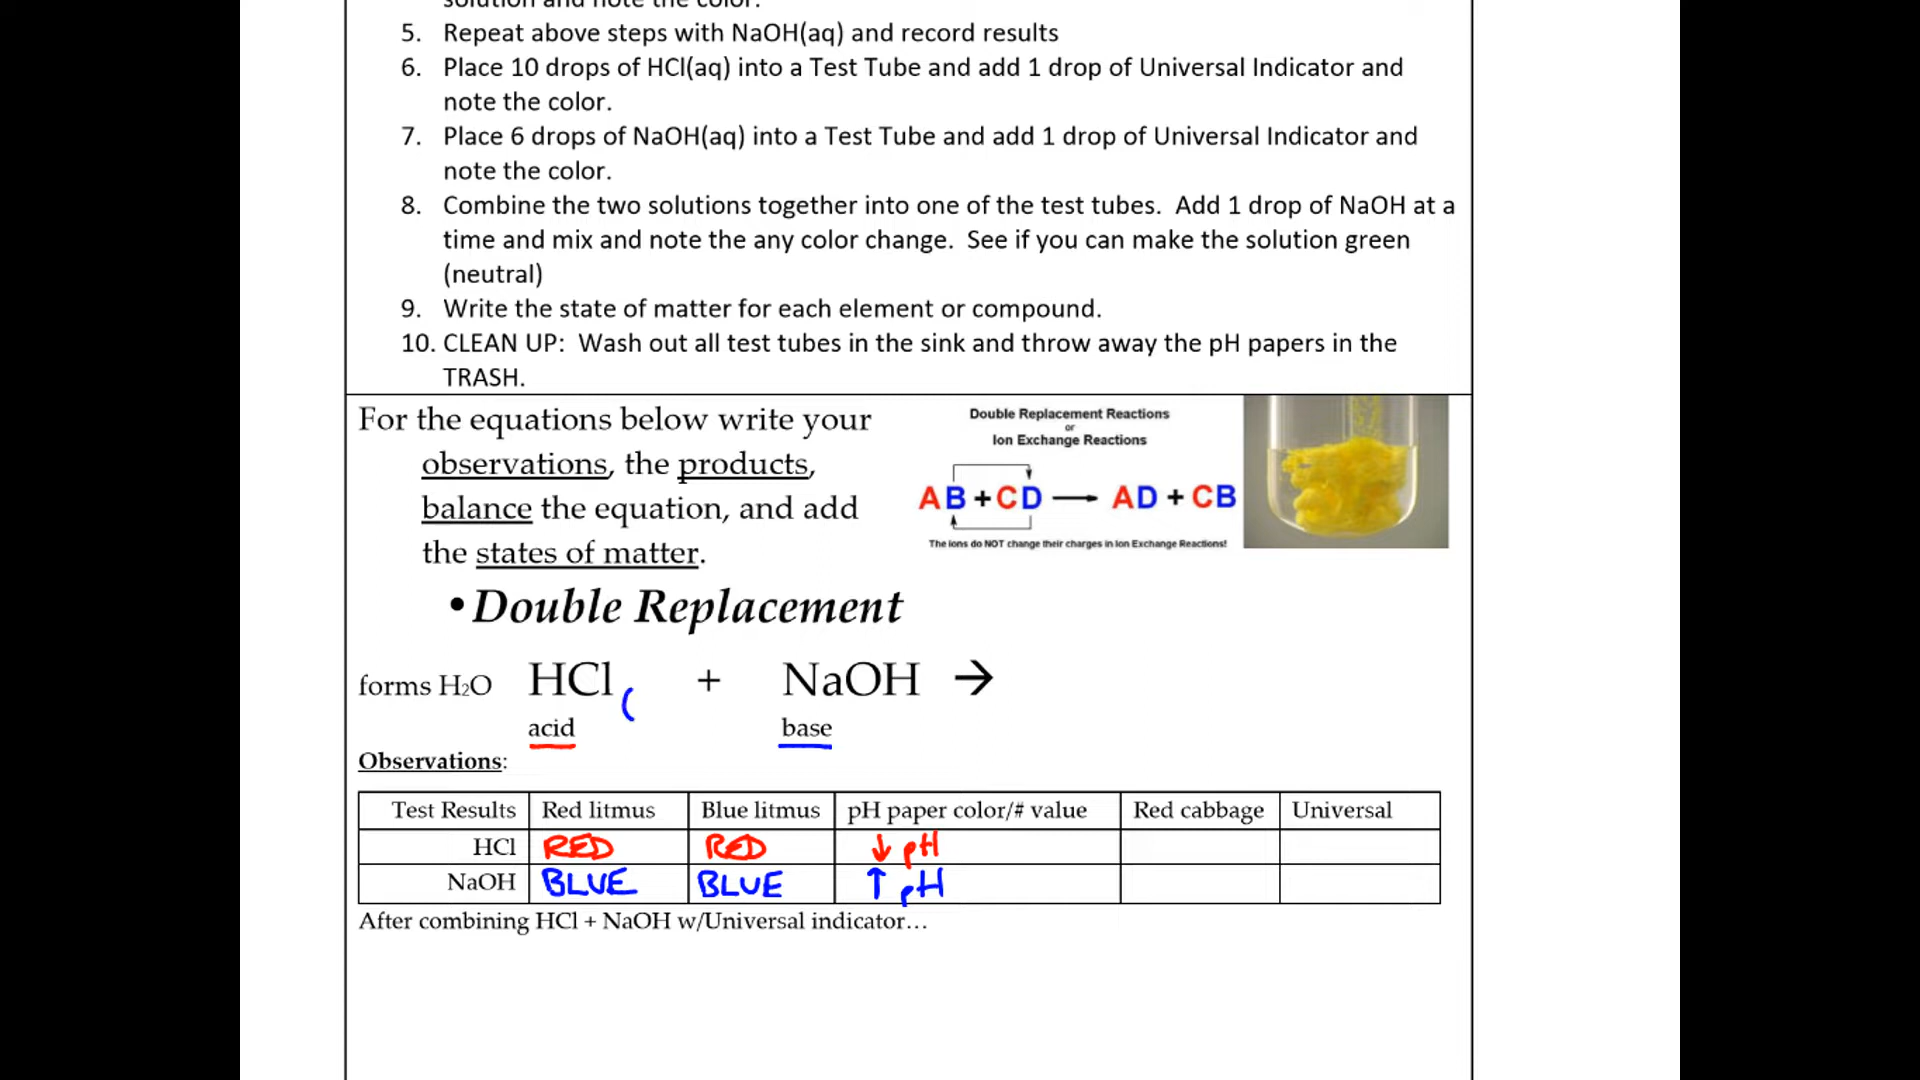 solution and note the color.
5. Repeat above steps with NaOH(aq) and record results
6. Place 10 drops of HCl(aq) into a Test Tube and add 1 drop of Universal Indicator and
note the color.
7. Place 6 drops of NaOH(aq) into a Test Tube and add 1 drop of Universal Indicator and
note the color.
8. Combine the two solutions together into one of the test tubes.  Add 1 drop of NaOH at a
time and mix and note the any color change.  See if you can make the solution green
(neutral)
9. Write the state of matter for each element or compound.
10. CLEAN UP:  Wash out all test tubes in the sink and throw away the pH papers in the
TRASH.
For the equations below write your
observations, the products,
balance the equation, and add
the states of matter.
Double Replacement Reactions
or
Ion Exchange Reactions
AB + CD → AD + CB
The ions do NOT change their charges in Ion Exchange Reactions!
•Double Replacement
forms H₂O HCl ( + NaOH →
acid base
Observations:
Test Results Red litmus Blue litmus pH paper color/# value Red cabbage Universal
HCl RED RED ↓ pH
NaOH BLUE BLUE ↑ pH
After combining HCl + NaOH w/Universal indicator…